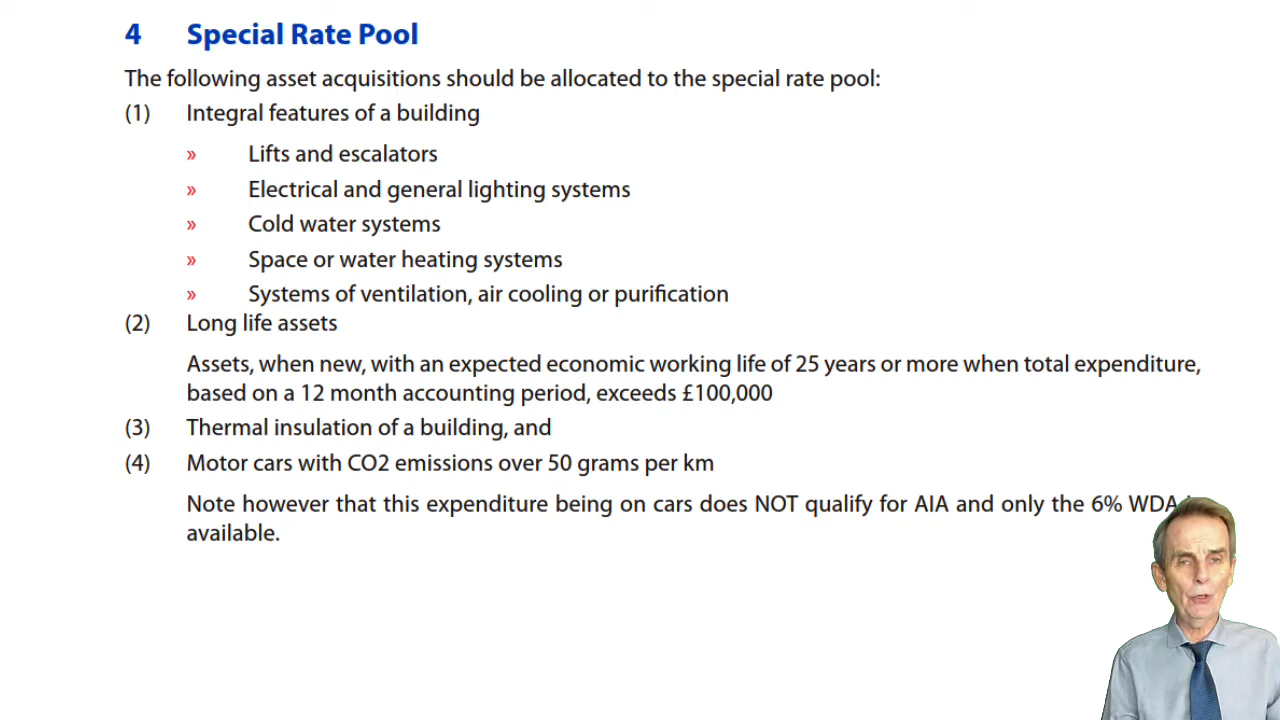 4 Special Rate Pool
The following asset acquisitions should be allocated to the special rate pool:
(1) Integral features of a building
» Lifts and escalators
» Electrical and general lighting systems
» Cold water systems
» Space or water heating systems
» Systems of ventilation, air cooling or purification
(2) Long life assets
Assets, when new, with an expected economic working life of 25 years or more when total expenditure,
based on a 12 month accounting period, exceeds £100,000
(3) Thermal insulation of a building, and
(4) Motor cars with CO2 emissions over 50 grams per km
Note however that this expenditure being on cars does NOT qualify for AIA and only the 6% WDA
available.